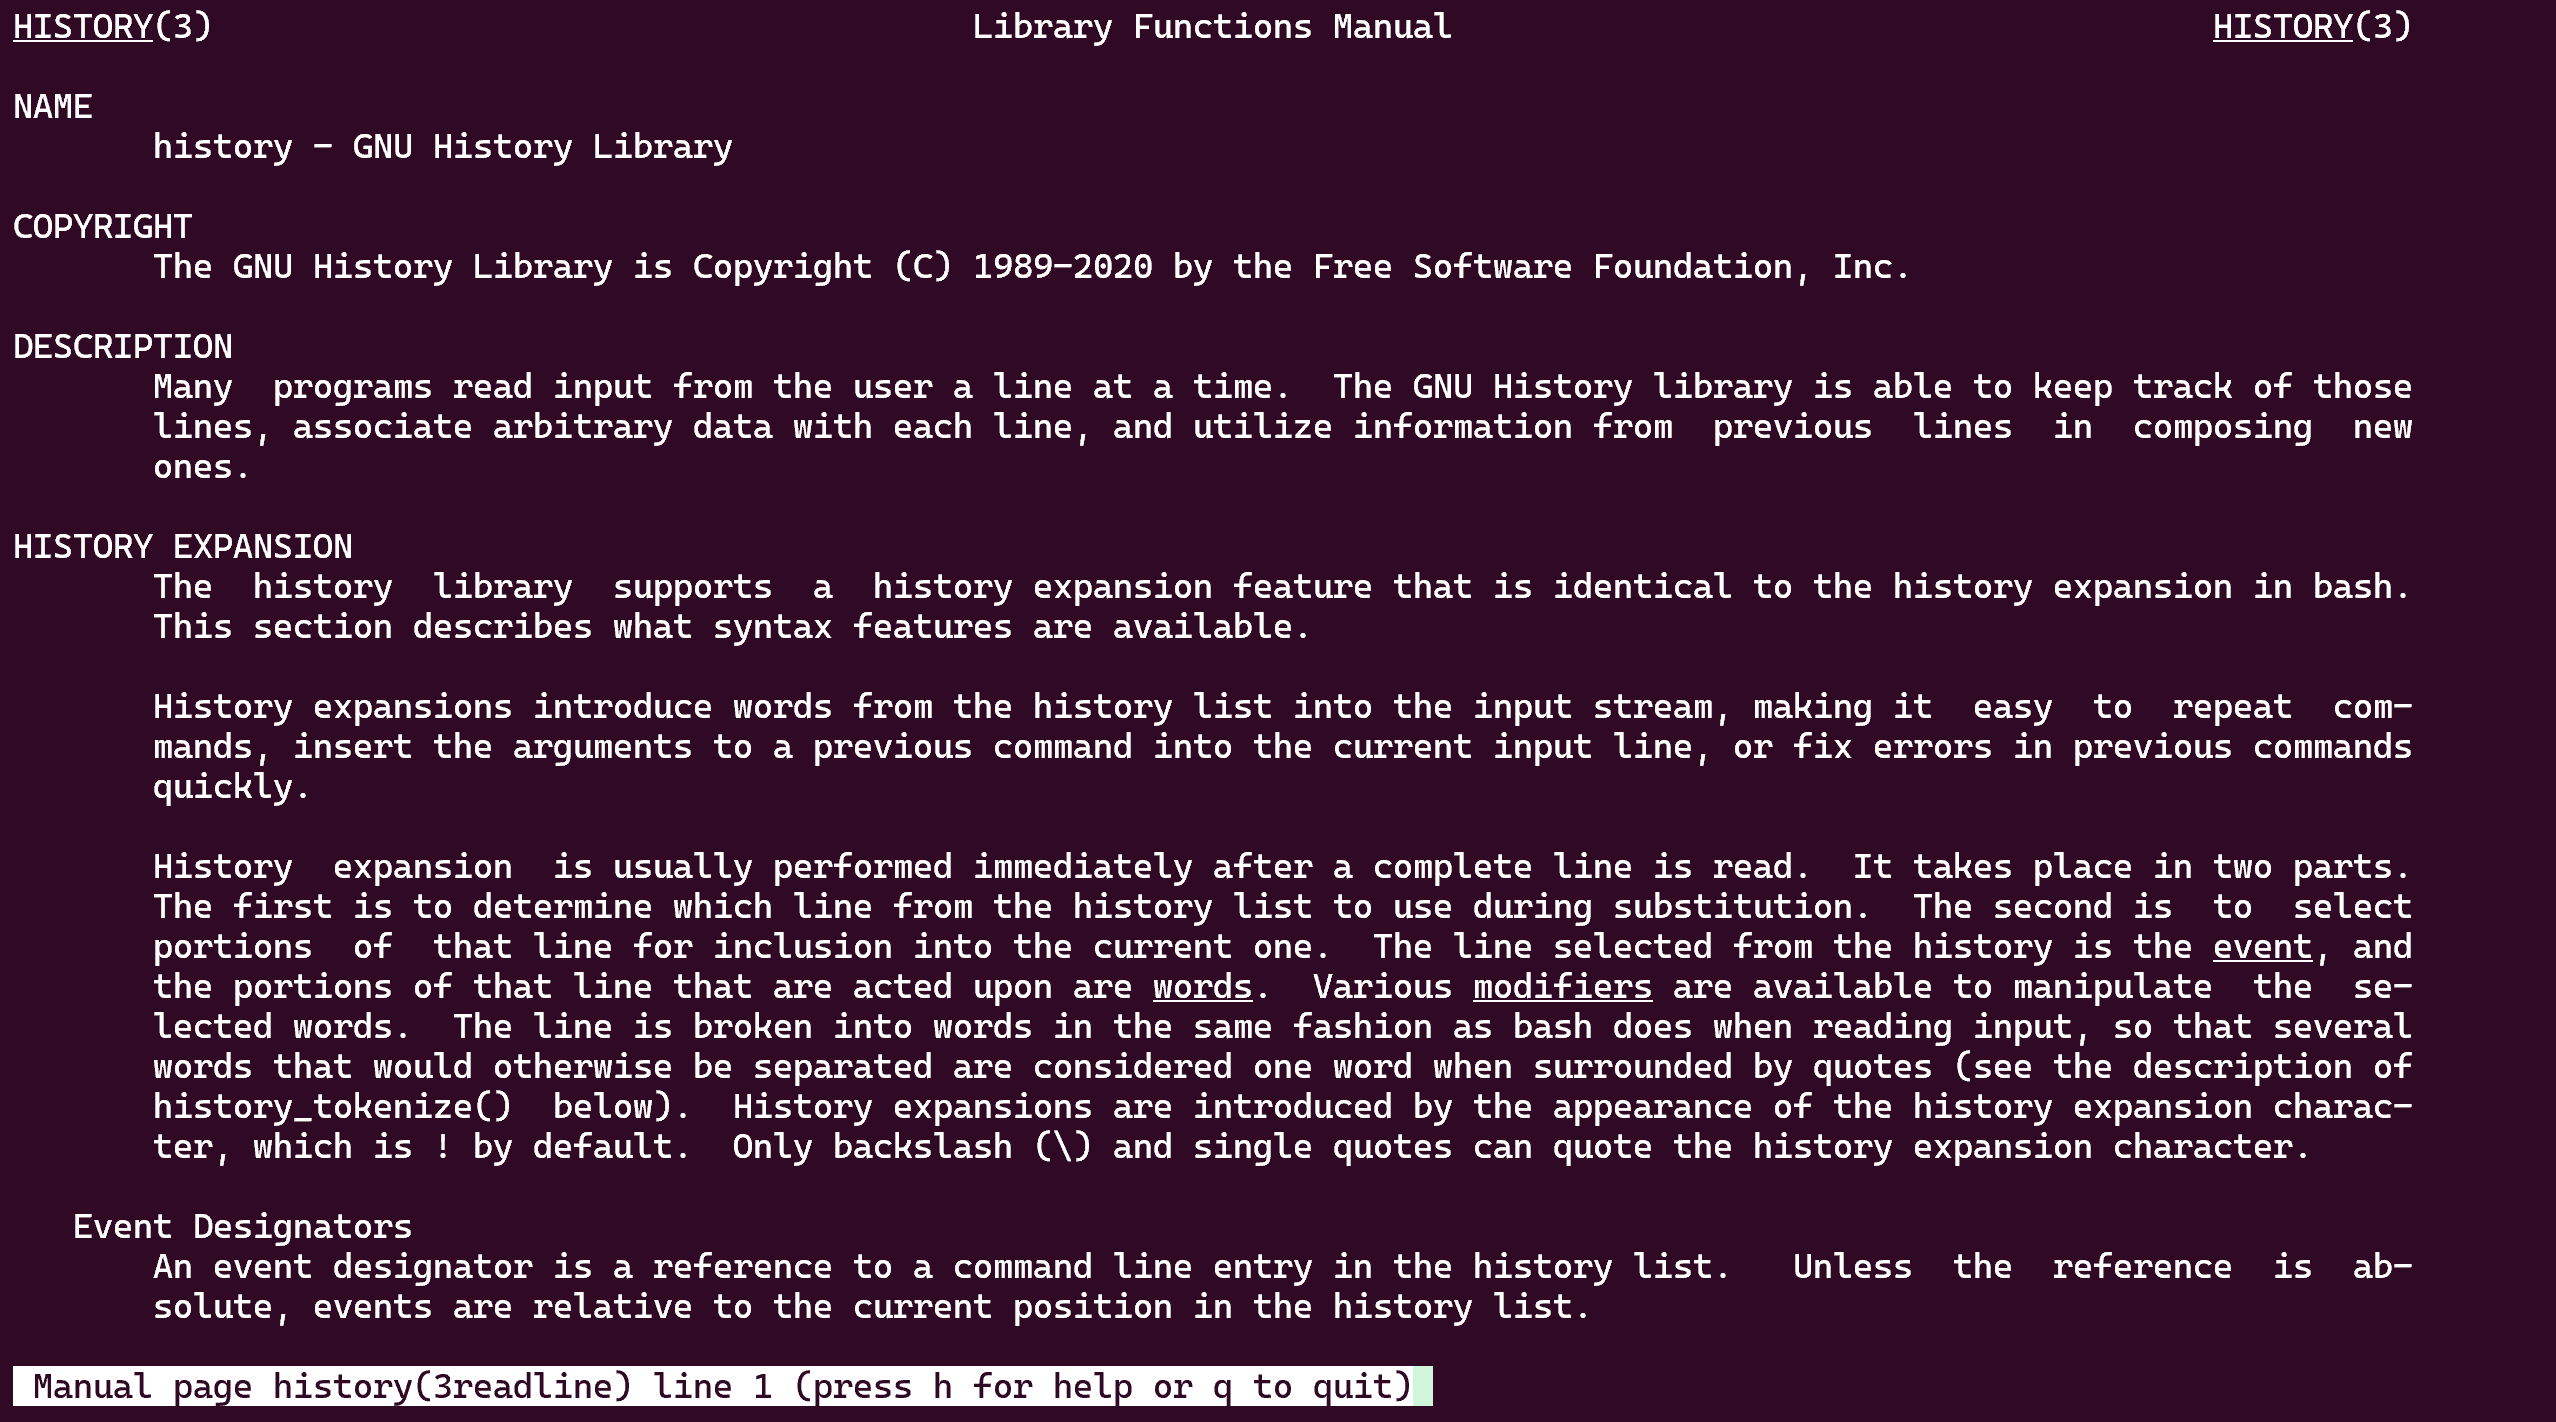 HISTORY(3) Library Functions Manual HISTORY(3)
NAME
history - GNU History Library
COPYRIGHT
The GNU History Library is Copyright (C) 1989-2020 by the Free Software Foundation, Inc.
DESCRIPTION
Many programs read input from the user a line at a time. The GNU History library is able to keep track of those
lines, associate arbitrary data with each line, and utilize information from previous lines in composing new
ones.
HISTORY EXPANSION
The history library supports a history expansion feature that is identical to the history expansion in bash.
This section describes what syntax features are available.
History expansions introduce words from the history list into the input stream, making it easy to repeat com-
mands, insert the arguments to a previous command into the current input line, or fix errors in previous commands
quickly.
History expansion is usually performed immediately after a complete line is read. It takes place in two parts.
The first is to determine which line from the history list to use during substitution. The second is to select
portions of that line for inclusion into the current one. The line selected from the history is the event, and
the portions of that line that are acted upon are words. Various modifiers are available to manipulate the se-
lected words. The line is broken into words in the same fashion as bash does when reading input, so that several
words that would otherwise be separated are considered one word when surrounded by quotes (see the description of
history_tokenize() below). History expansions are introduced by the appearance of the history expansion charac-
ter, which is ! by default. Only backslash (\) and single quotes can quote the history expansion character.
Event Designators
An event designator is a reference to a command line entry in the history list. Unless the reference is ab-
solute, events are relative to the current position in the history list.
Manual page history(3readline) line 1 (press h for help or q to quit)